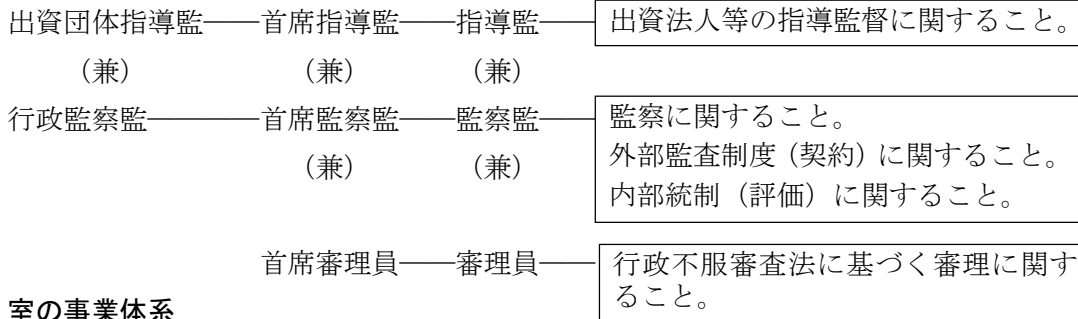 出資団体指導監───首席指導監──指導監── 出資法人等の指導監督に関すること。
（兼） （兼） （兼）
行政監察監────首席監察監──監察監── 監察に関すること。
外部監査制度（契約）に関すること。
（兼） （兼）
内部統制（評価）に関すること。
首席審理員──審理員── 行政不服審査法に基づく審理に関す
ること。
室の事業体系